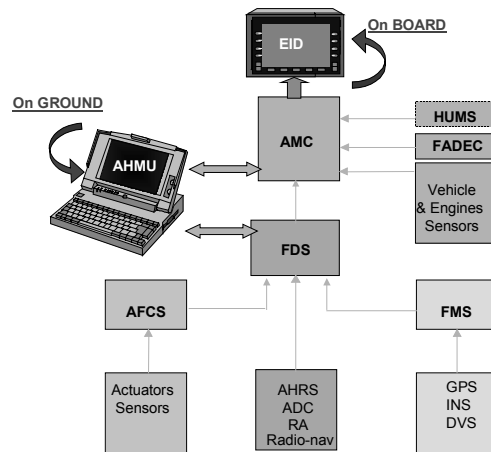 On BOARD
EID
On GROUND
AHMU
AMC
HUMS
FADEC
Vehicle
& Engines
Sensors
FDS
AFCS
FMS
Actuators
Sensors
AHRS
ADC
RA
Radio-nav
GPS
INS
DVS